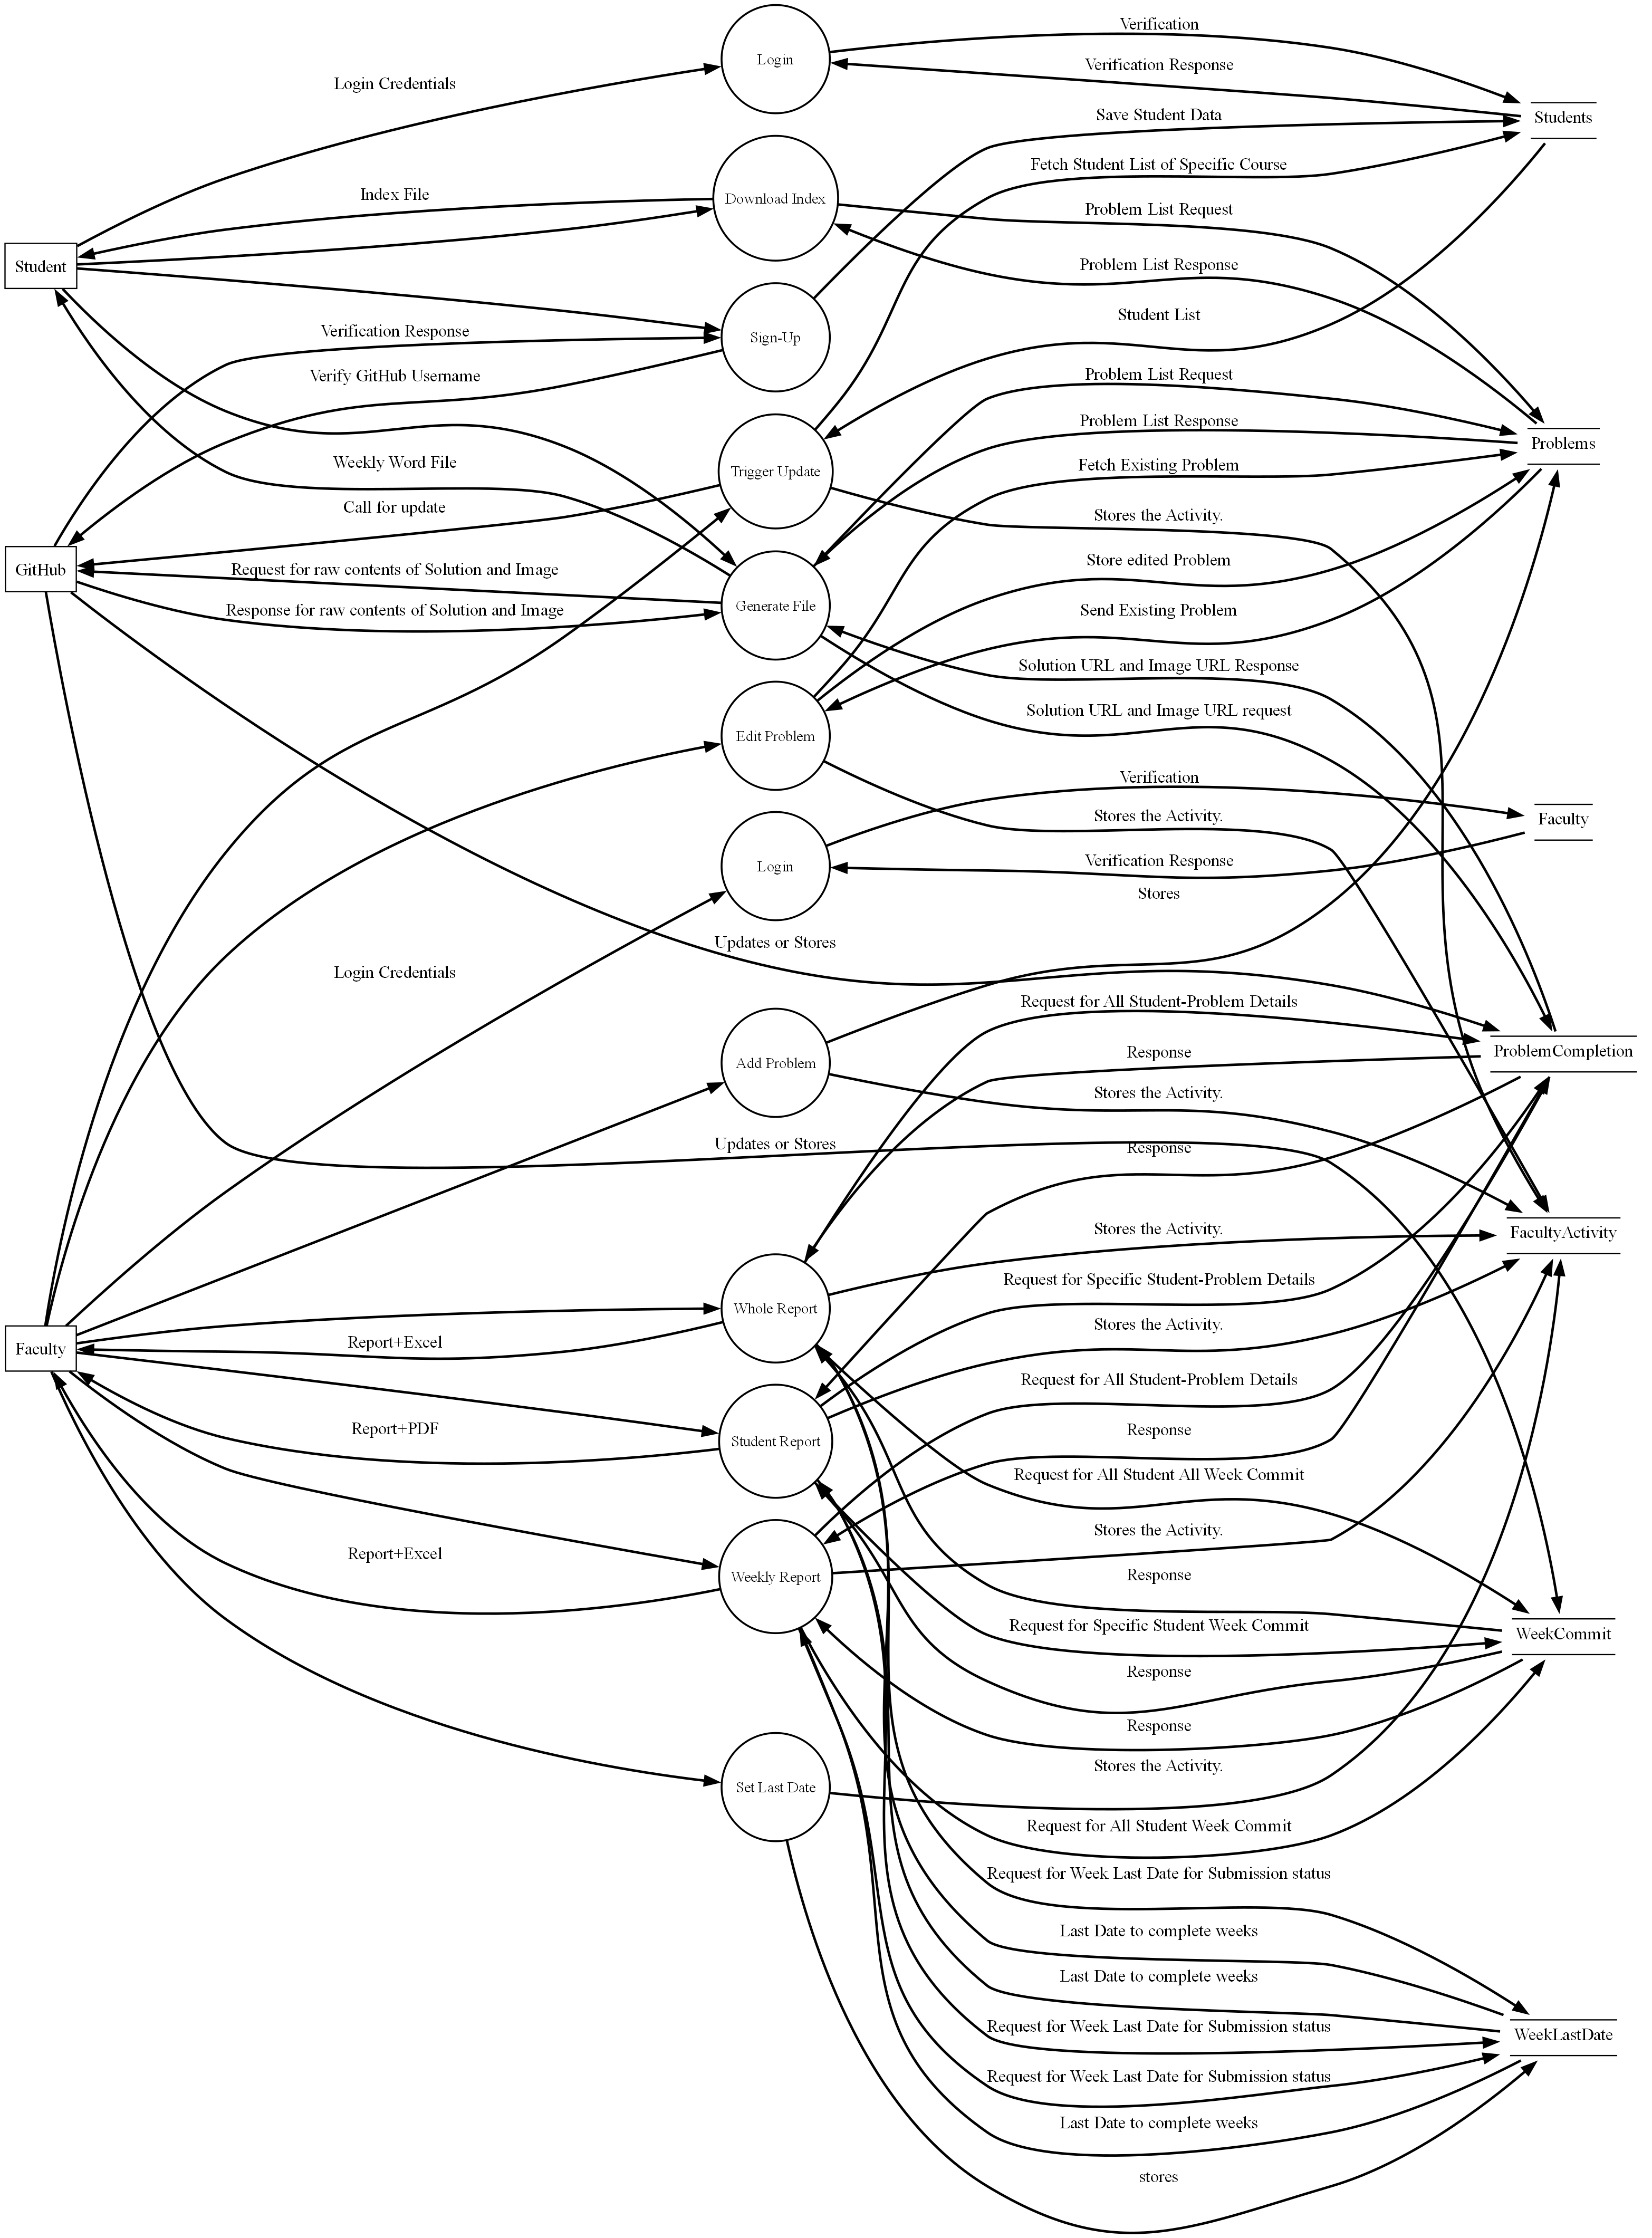 Verification
Login
Login Credentials
Verification Response
Students
Save Student Data
Fetch Student List of Specific Course
Index File
Download Index
Problem List Request
Student
Problem List Response
Student List
Verification Response
Sign-Up
Verify GitHub Username
Problem List Request
Problem List Response
Problems
Weekly Word File
Trigger Update
Fetch Existing Problem
Call for update
Stores the Activity.
GitHub
Request for raw contents of Solution and Image
Store edited Problem
Response for raw contents of Solution and Image
Generate File
Send Existing Problem
Solution URL and Image URL Response
Solution URL and Image URL request
Edit Problem
Verification
Stores the Activity.
Faculty
Login
Verification Response
Stores
Updates or Stores
Login Credentials
Request for All Student-Problem Details
Add Problem
Response
ProblemCompletion
Stores the Activity.
Updates or Stores
Response
Stores the Activity.
FacultyActivity
Request for Specific Student-Problem Details
Whole Report
Stores the Activity.
Faculty
Report+Excel
Request for All Student-Problem Details
Report+PDF
Student Report
Response
Request for All Student All Week Commit
Stores the Activity.
Report+Excel
Weekly Report
Response
Request for Specific Student Week Commit
WeekCommit
Response
Response
Stores the Activity.
Set Last Date
Request for All Student Week Commit
Request for Week Last Date for Submission status
Last Date to complete weeks
Last Date to complete weeks
Request for Week Last Date for Submission status
WeekLastDate
Request for Week Last Date for Submission status
Last Date to complete weeks
stores